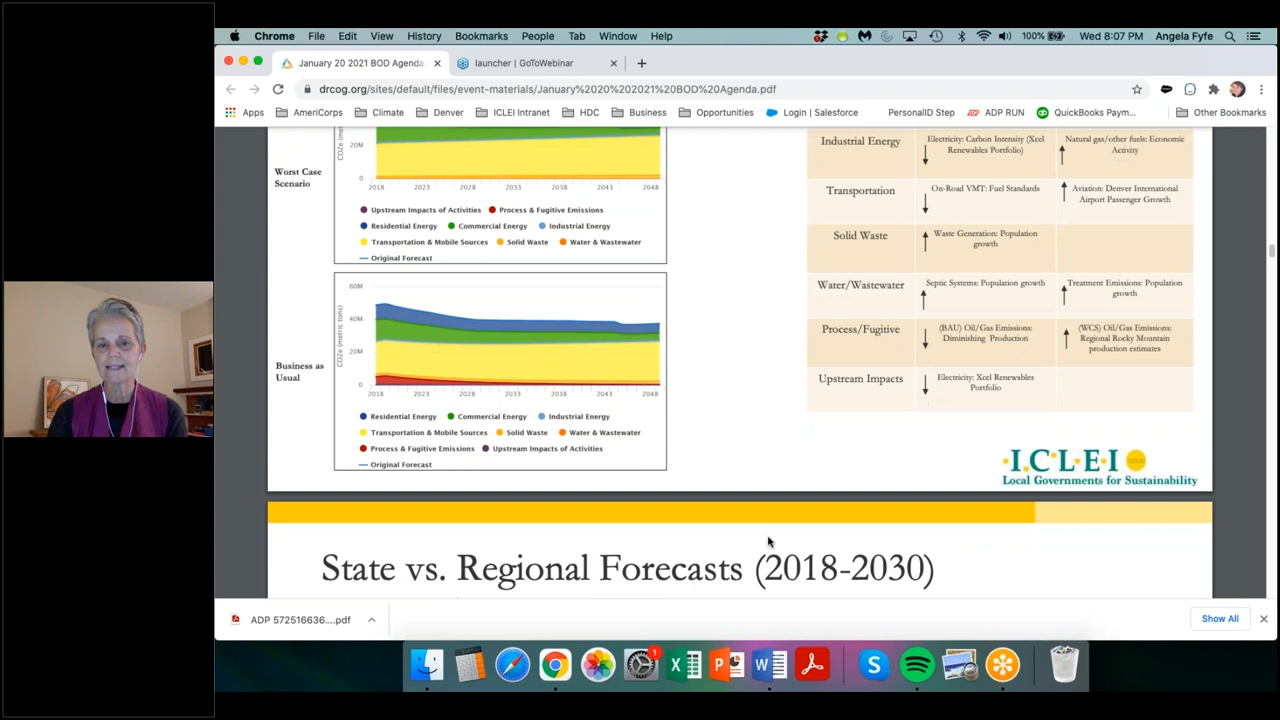 Chrome File Edit View History Bookmarks People Tab Window Help 100% Wed 8:07 PM Angela Fyfe
January 20 2021 BOD Agenda. launcher | GoToWebinar
drcog.org/sites/default/files/event-materials/January%2020%202021%20BOD%20Agenda.pdf
Apps AmeriCorps Climate Denver ICLEI Intranet HDC Business Opportunities Login | Salesforce PersonalID Step ADP RUN QuickBooks Paym... Other Bookmarks
Worst Case
Scenario
20M
0
2018 2023 2028 2033 2038 2043 2048
Upstream Impacts of Activities Process & Fugitive Emissions
Residential Energy Commercial Energy Industrial Energy
Transportation & Mobile Sources Solid Waste Water & Wastewater
Original Forecast
Business as
Usual
CO2e (metric tons)
60M
40M
20M
0
2018 2023 2028 2033 2038 2043 2048
Residential Energy Commercial Energy Industrial Energy
Transportation & Mobile Sources Solid Waste Water & Wastewater
Process & Fugitive Emissions Upstream Impacts of Activities
Original Forecast
Industrial Energy
Electricity: Carbon Intensity (Xcel
Renewables Portfolio)
Natural gas/other fuels: Economic
Activity
Transportation
On-Road VMT: Fuel Standards
Aviation: Denver International
Airport Passenger Growth
Solid Waste
Waste Generation: Population
growth
Water/Wastewater
Septic Systems: Population growth
Treatment Emissions: Population
growth
Process/Fugitive
(BAU) Oil/Gas Emissions:
Diminishing Production
(WCS) Oil/Gas Emissions:
Regional Rocky Mountain
production estimates
Upstream Impacts
Electricity: Xcel Renewables
Portfolio
I.C.L.E.I
Local Governments for Sustainability
State vs. Regional Forecasts (2018-2030)
ADP 572516636....pdf
Show All
1